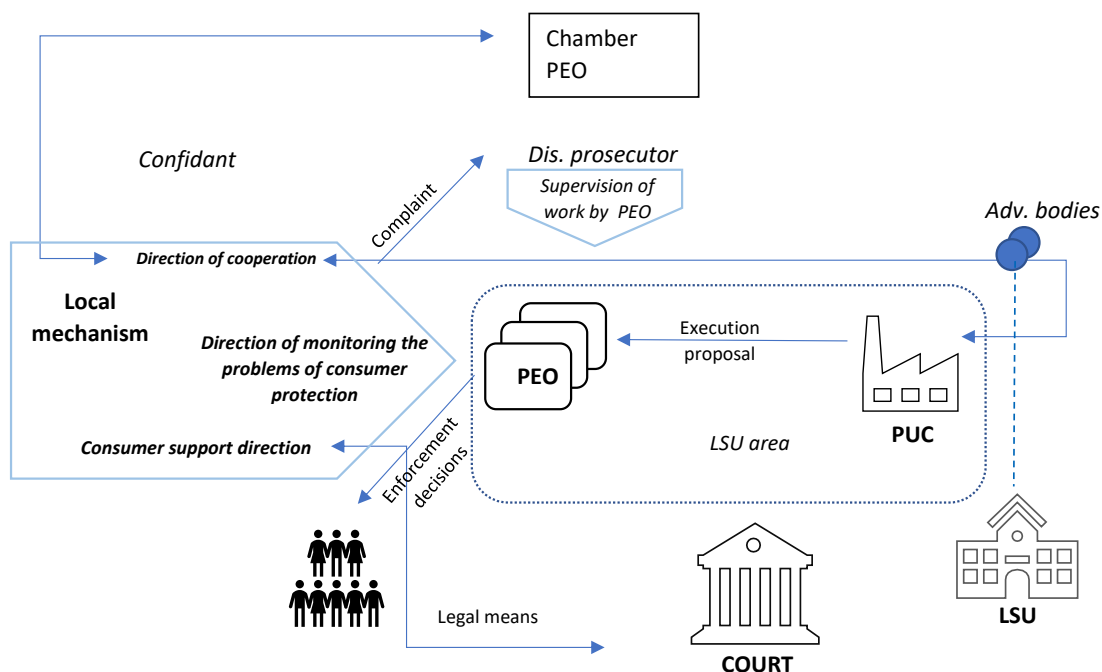 Chamber
PEO
Confidant
Dis. prosecutor
Supervision of
work by PEO
Complaint
Adv. bodies
Direction of cooperation
Local
mechanism
Direction of monitoring the
problems of consumer
protection
Consumer support direction
PEO
Execution
proposal
PUC
LSU area
Enforcement
decisions
Legal means
COURT
LSU